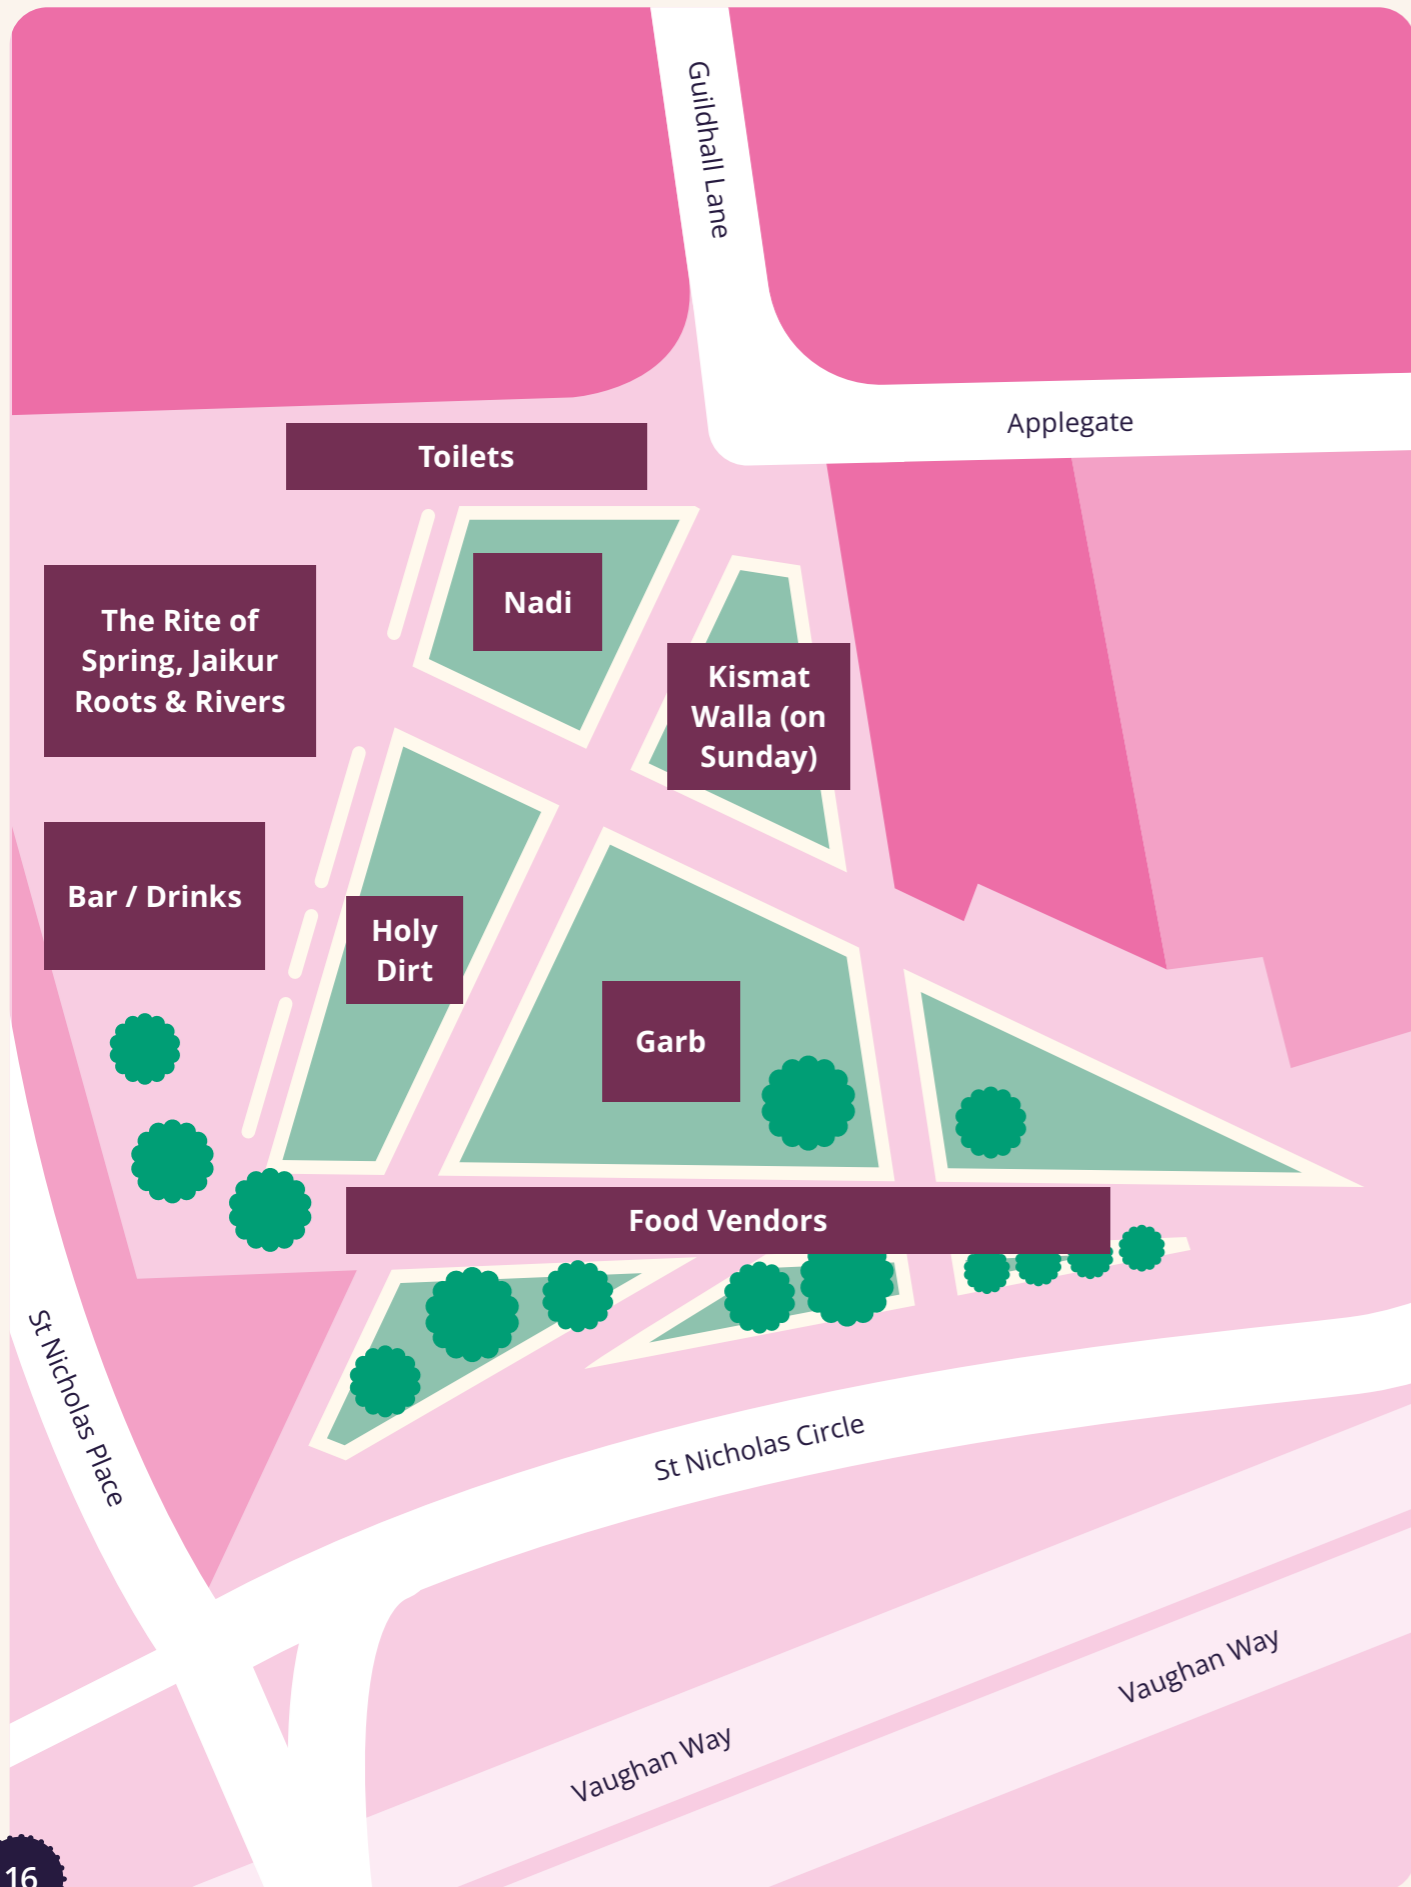 Guildhall Lane
Applegate
Toilets
Nadi
The Rite of
Spring, Jaikur
Roots & Rivers
Kismat
Walla (on
Sunday)
Bar / Drinks
Holy
Dirt
Garb
Food Vendors
St Nicholas Place
St Nicholas Circle
Vaughan Way
Vaughan Way
16